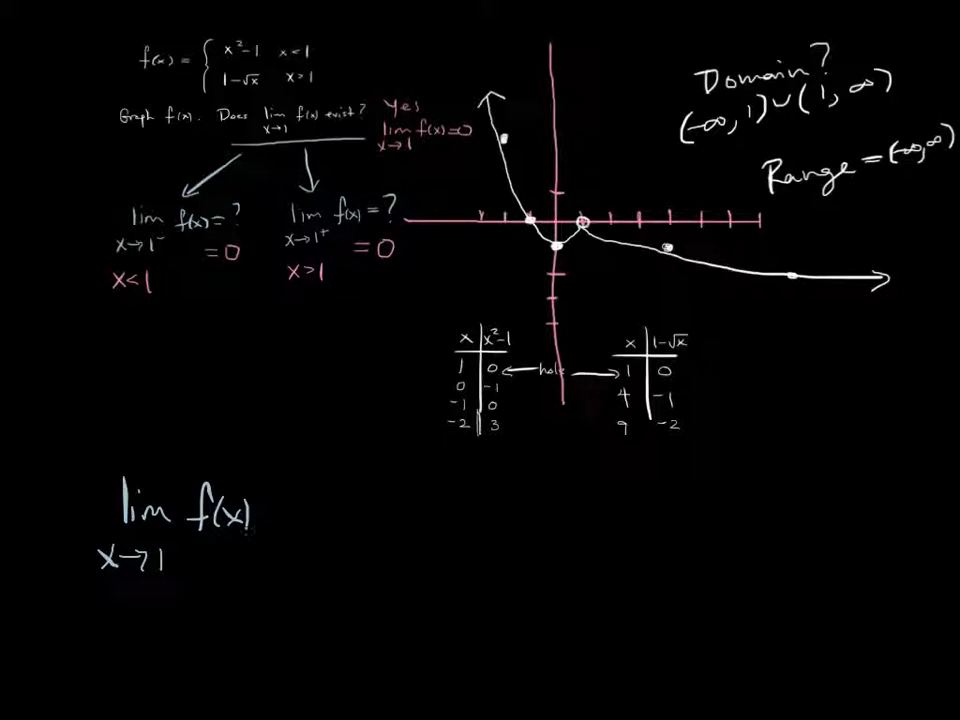 f(x) = { x²-1 x<1
1-√x x>1
Graph f(x). Does lim f(x) exist?
x→1
Yes
lim f(x)=0
x→1
lim f(x)=?
x→1⁻
=0
x<1
lim f(x)=?
x→1⁺
=0
x>1
Domain?
(-∞, 1)∪(1, ∞)
Range=(-∞,∞)
x x²-1
1 0
0 -1
-1 0
-2 3
hole
x 1-√x
1 0
4 -1
9 -2
lim f(x)
x→1